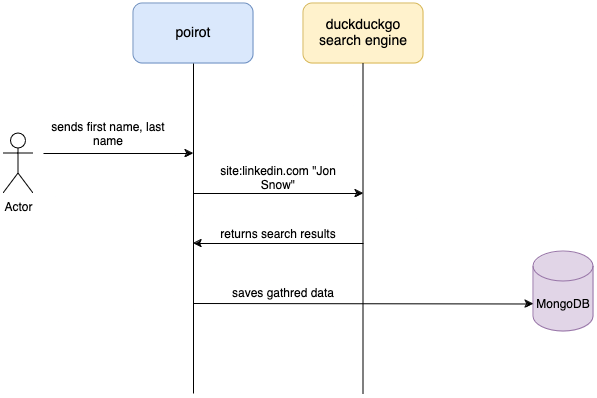 poirot
duckduckgo
search engine
sends first name, last
name
Actor
site:linkedin.com "Jon
Snow"
returns search results
saves gathred data
MongoDB